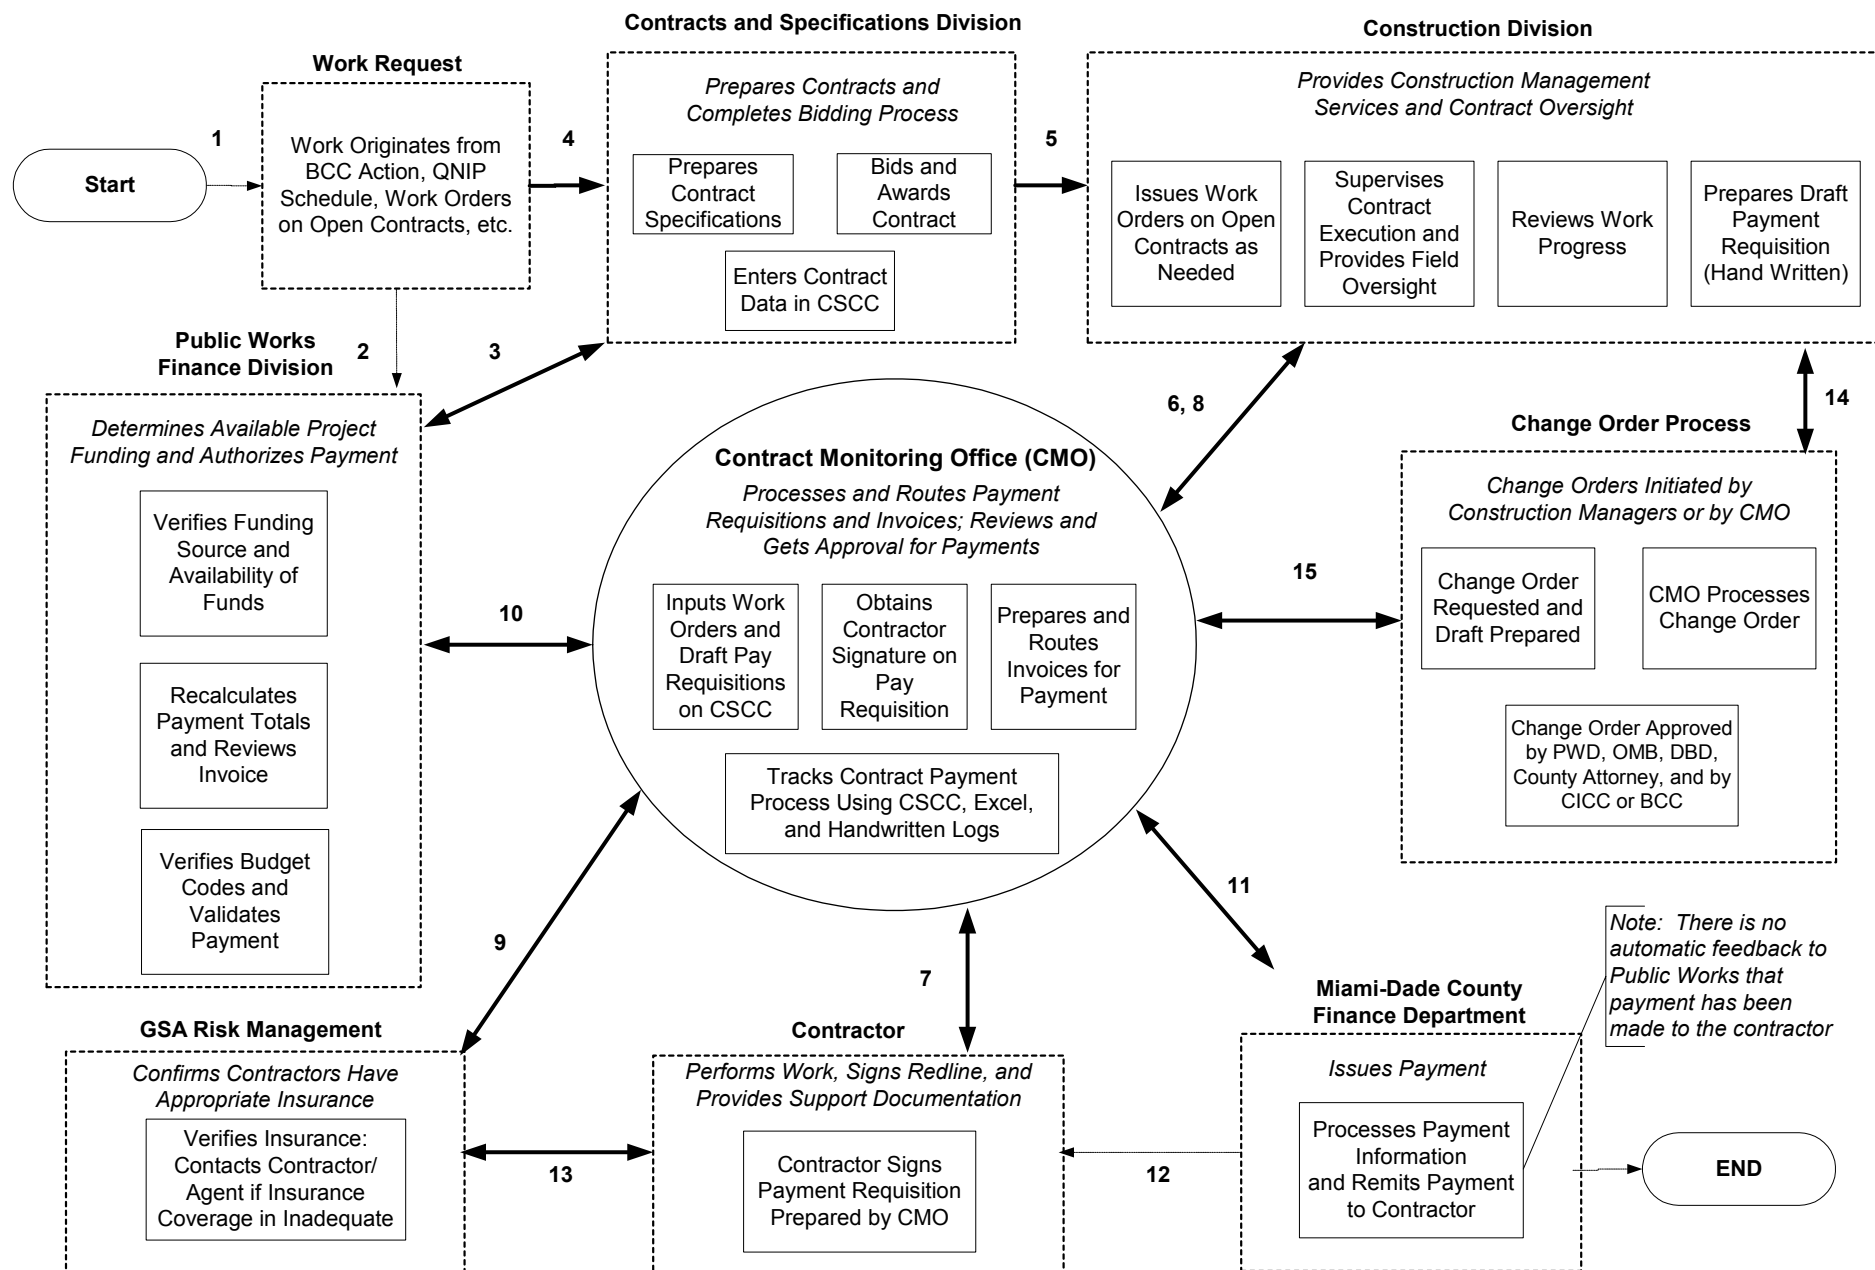 Contracts and Specifications Division
Construction Division
Work Request
Start
1
Work Originates from
BCC Action, QNIP
Schedule, Work Orders
on Open Contracts, etc.
4
Prepares Contracts and
Completes Bidding Process
Prepares
Contract
Specifications
Bids and
Awards
Contract
Enters Contract
Data in CSCC
5
Provides Construction Management
Services and Contract Oversight
Issues Work
Orders on Open
Contracts as
Needed
Supervises
Contract
Execution and
Provides Field
Oversight
Reviews Work
Progress
Prepares Draft
Payment
Requisition
(Hand Written)
2
3
6, 8
14
Public Works
Finance Division
Determines Available Project
Funding and Authorizes Payment
Verifies Funding
Source and
Availability of
Funds
Recalculates
Payment Totals
and Reviews
Invoice
Verifies Budget
Codes and
Validates
Payment
10
Contract Monitoring Office (CMO)
Processes and Routes Payment
Requisitions and Invoices; Reviews and
Gets Approval for Payments
Inputs Work
Orders and
Draft Pay
Requisitions
on CSCC
Obtains
Contractor
Signature on
Pay
Requisition
Prepares and
Routes
Invoices for
Payment
Tracks Contract Payment
Process Using CSCC, Excel,
and Handwritten Logs
15
Change Order Process
Change Orders Initiated by
Construction Managers or by CMO
Change Order
Requested and
Draft Prepared
CMO Processes
Change Order
Change Order Approved
by PWD, OMB, DBD,
County Attorney, and by
CICC or BCC
9
7
11
Note: There is no
automatic feedback to
Public Works that
payment has been
made to the contractor
GSA Risk Management
Confirms Contractors Have
Appropriate Insurance
Verifies Insurance:
Contacts Contractor/
Agent if Insurance
Coverage in Inadequate
13
Contractor
Performs Work, Signs Redline, and
Provides Support Documentation
Contractor Signs
Payment Requisition
Prepared by CMO
12
Miami-Dade County
Finance Department
Issues Payment
Processes Payment
Information
and Remits Payment
to Contractor
END